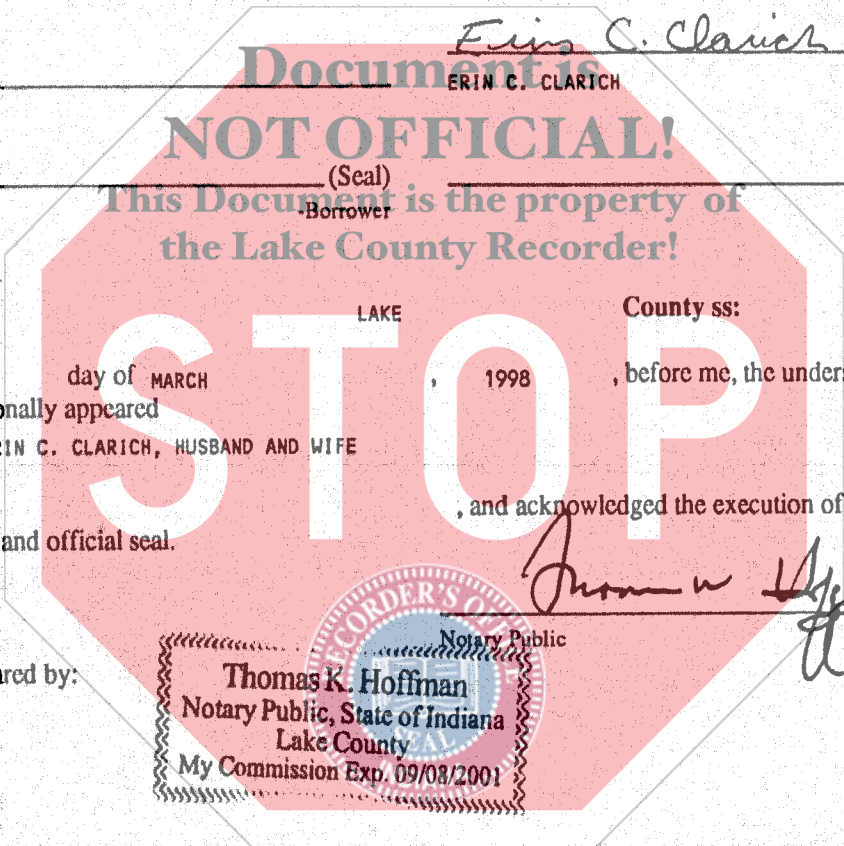 Erin C. Clarich
Document is
ERIN C. CLARICH
NOT OFFICIAL!
(Seal)
This Document is the property of
-Borrower
the Lake County Recorder!
LAKE County ss:
STOP
day of MARCH , 1998 , before me, the unders
onally appeared
RIN C. CLARICH, HUSBAND AND WIFE
, and acknowledged the execution of
and official seal.
RECORDER'S OFFICE
Notary Public
ared by:
Thomas K. Hoffman
Notary Public, State of Indiana
Lake County
SEAL
My Commission Exp. 09/08/2001